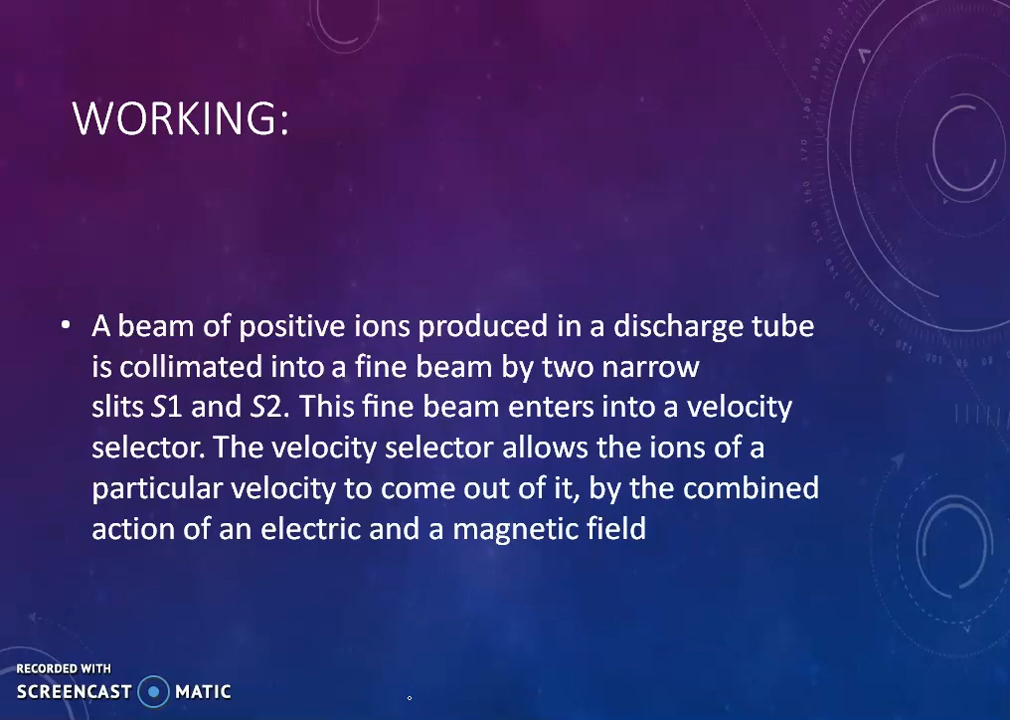 WORKING:
• A beam of positive ions produced in a discharge tube
is collimated into a fine beam by two narrow
slits S1 and S2. This fine beam enters into a velocity
selector. The velocity selector allows the ions of a
particular velocity to come out of it, by the combined
action of an electric and a magnetic field
RECORDED WITH
SCREENCAST MATIC